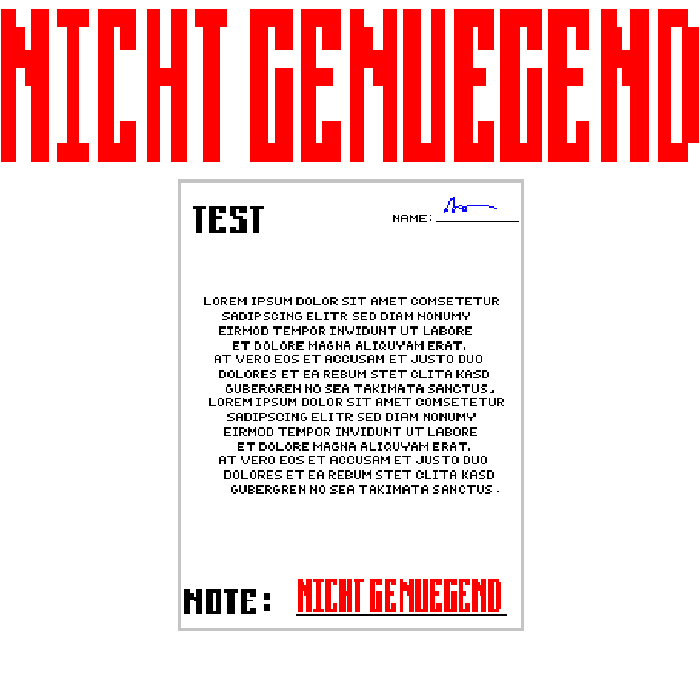 NICHT GENUEGEND
TEST
NAME:
LOREM IPSUM DOLOR SIT AMET COMSETETUR
SADIPSCING ELITR SED DIAM NONUMY
EIRMOD TEMPOR INVIDUNT UT LABORE
ET DOLORE MAGNA ALIQUYAM ERAT.
AT VERO EOS ET ACCUSAM ET JUSTO DUO
DOLORES ET EA REBUM STET CLITA KASD
GUBERGREN NO SEA TAKIMATA SANCTUS.
LOREM IPSUM DOLOR SIT AMET COMSETETUR
SADIPSCING ELITR SED DIAM NONUMY
EIRMOD TEMPOR INVIDUNT UT LABORE
ET DOLORE MAGNA ALIQUYAM ERAT.
AT VERO EOS ET ACCUSAM ET JUSTO DUO
DOLORES ET EA REBUM STET CLITA KASD
GUBERGREN NO SEA TAKIMATA SANCTUS.
NOTE: NICHT GENUEGEND